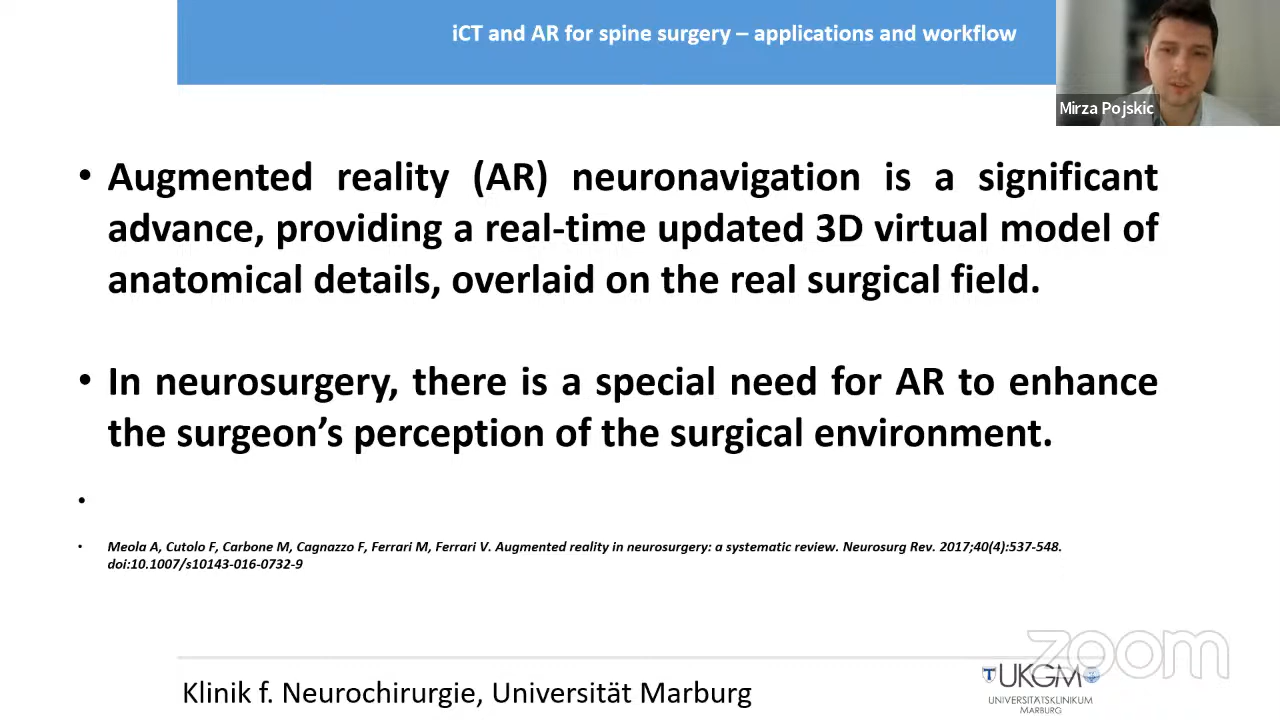 iCT and AR for spine surgery – applications and workflow
Mirza Pojskic
• Augmented reality (AR) neuronavigation is a significant
advance, providing a real-time updated 3D virtual model of
anatomical details, overlaid on the real surgical field.
• In neurosurgery, there is a special need for AR to enhance
the surgeon’s perception of the surgical environment.
•
• Meola A, Cutolo F, Carbone M, Cagnazzo F, Ferrari M, Ferrari V. Augmented reality in neurosurgery: a systematic review. Neurosurg Rev. 2017;40(4):537-548.
doi:10.1007/s10143-016-0732-9
zoom
Klinik f. Neurochirurgie, Universität Marburg
UKGM
UNIVERSITÄTSKLINIKUM
MARBURG